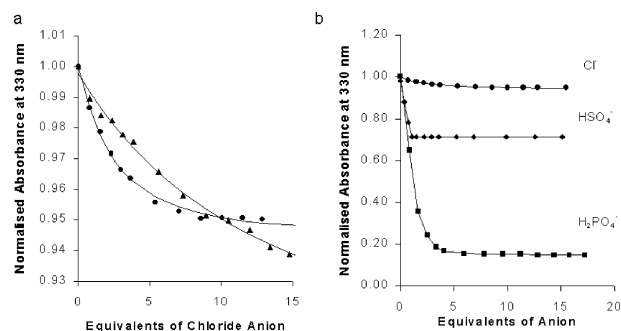 a
Normalised Absorbance at 330 nm
1.01
1.00
0.99
0.98
0.97
0.96
0.95
0.94
0.93
0
5
10
15
Equivalents of Chloride Anion
b
Normalised Absorbance at 330 nm
1.20
1.00
0.80
0.60
0.40
0.20
0.00
0
5
10
15
20
Equivalents of Anion
Cl⁻
HSO₄⁻
H₂PO₄⁻